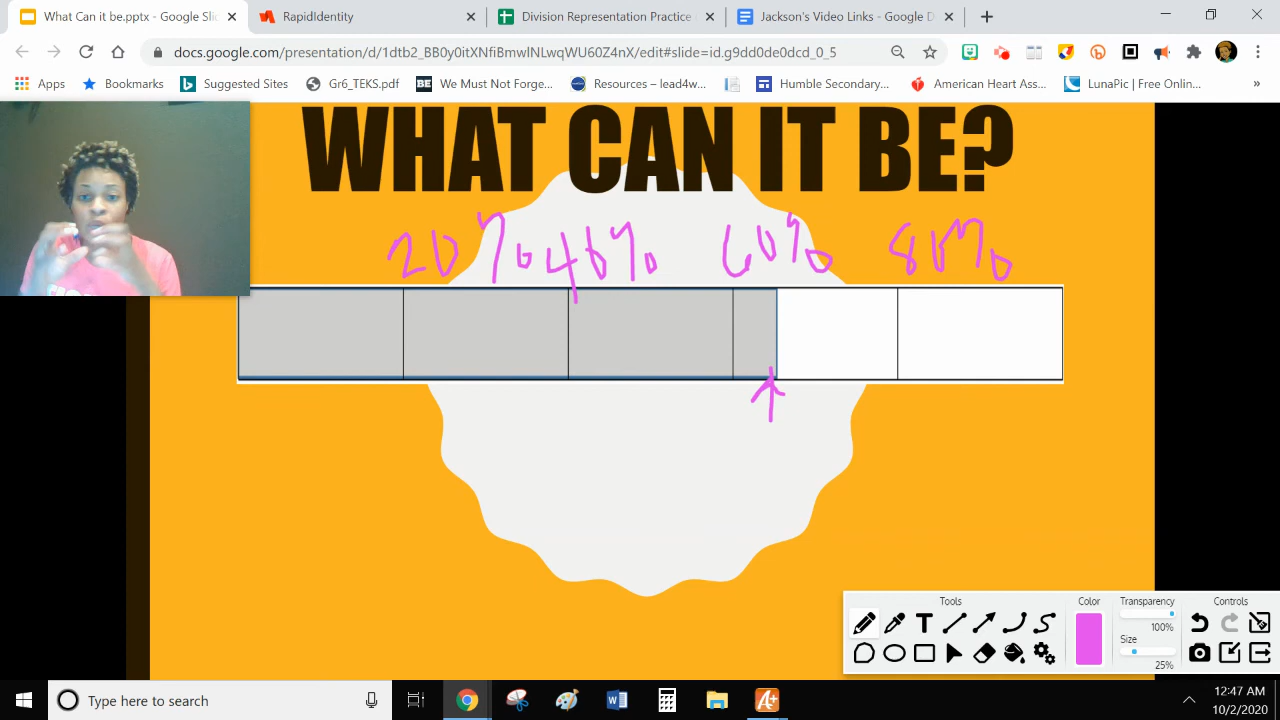 What Can it be.pptx - Google Slid
RapidIdentity
Division Representation Practice
Jackson's Video Links - Google D
docs.google.com/presentation/d/1dtb2_BB0y0itXNfiBmwlNLwgWU60Z4nX/edit#slide=id.g9dd0de0dcd_0_5
Apps
Bookmarks
Suggested Sites
Gr6_TEKS.pdf
BE
We Must Not Forge...
Resources – lead4w...
Humble Secondary...
American Heart Ass...
LunaPic | Free Onlin...
»
WHAT CAN IT BE?
20% 40% 60% 80%
Tools
Color
Transparency
Controls
100%
Size
25%
Type here to search
12:47 AM
10/2/2020